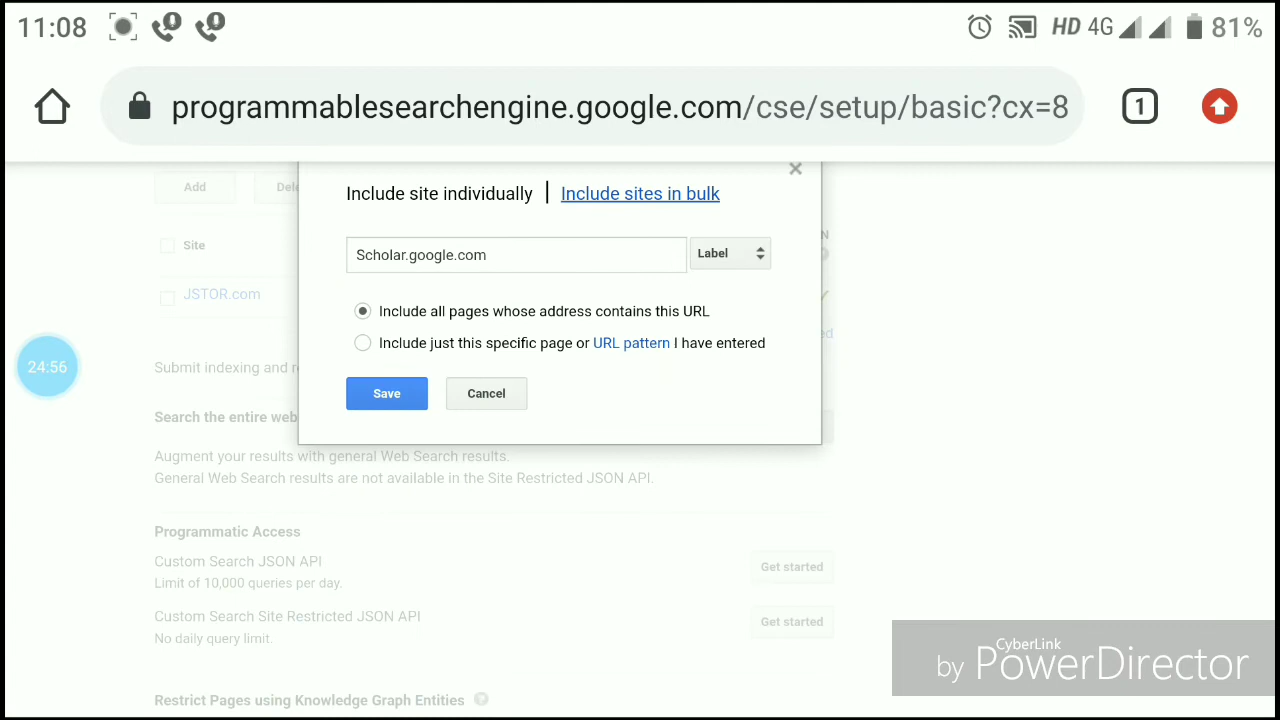 11:08 HD 4G 81%
programmablesearchengine.google.com/cse/setup/basic?cx=8 1
Include site individually | Include sites in bulk
Add Dele
Scholar.google.com Label
Site N
JSTOR.com
Include all pages whose address contains this URL
Include just this specific page or URL pattern I have entered
ed
24:56
Submit indexing and r
Save Cancel
Search the entire web
Augment your results with general Web Search results.
General Web Search results are not available in the Site Restricted JSON API.
Programmatic Access
Custom Search JSON API Get started
Limit of 10,000 queries per day.
Custom Search Site Restricted JSON API Get started
No daily query limit.
Restrict Pages using Knowledge Graph Entities ?
CyberLink
by PowerDirector